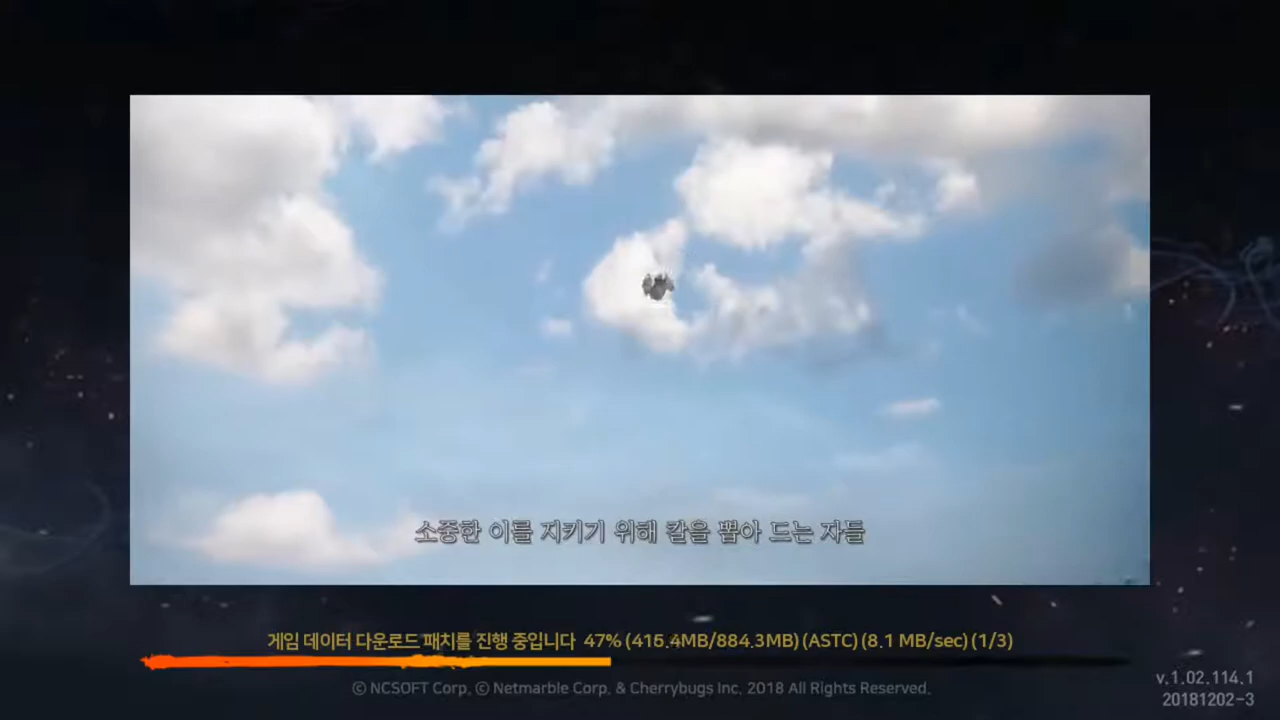 소중한 이를 지키기 위해 칼을 뽑아 드는 자들
게임 데이터 다운로드 패치를 진행 중입니다 47% (415.4MB/884.3MB) (ASTC) (8.1 MB/sec) (1/3)
ⓒ NCSOFT Corp. ⓒ Netmarble Corp. & Cherrybugs Inc. 2018 All Rights Reserved.
v.1.02.114.1
20181202-3